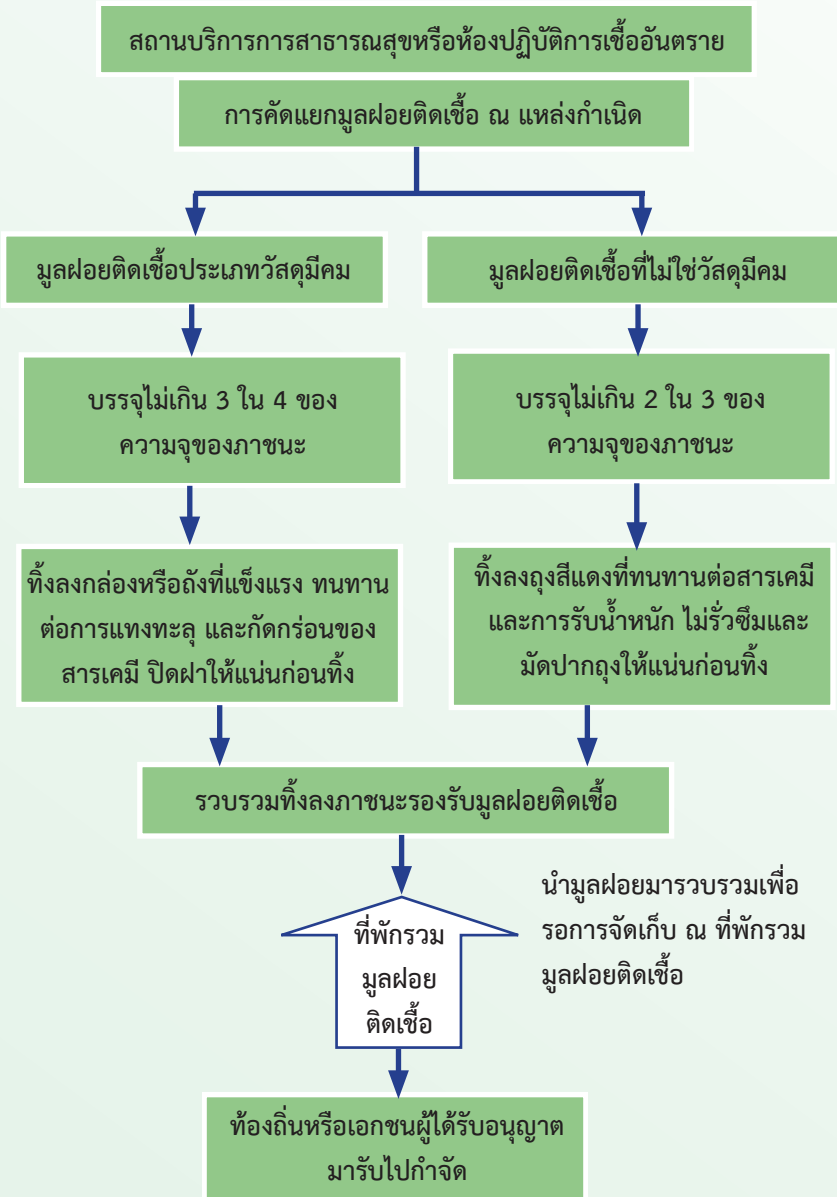 สถานบริการการสาธารณสุขหรือห้องปฏิบัติการเชื้ออันตราย
การคัดแยกมูลฝอยติดเชื้อ ณ แหล่งกำเนิด
มูลฝอยติดเชื้อประเภทวัสดุมีคม
มูลฝอยติดเชื้อที่ไม่ใช่วัสดุมีคม
บรรจุไม่เกิน 3 ใน 4 ของ
ความจุของภาชนะ
บรรจุไม่เกิน 2 ใน 3 ของ
ความจุของภาชนะ
ทิ้งลงกล่องหรือถังที่แข็งแรง ทนทาน
ต่อการแทงทะลุ และกัดกร่อนของ
สารเคมี ปิดฝาให้แน่นก่อนทิ้ง
ทิ้งลงถุงสีแดงที่ทนทานต่อสารเคมี
และการรับน้ำหนัก ไม่รั่วซึมและ
มัดปากถุงให้แน่นก่อนทิ้ง
รวบรวมทิ้งลงภาชนะรองรับมูลฝอยติดเชื้อ
ที่พักรวม
มูลฝอย
ติดเชื้อ
นำมูลฝอยมารวบรวมเพื่อ
รอการจัดเก็บ ณ ที่พักรวม
มูลฝอยติดเชื้อ
ท้องถิ่นหรือเอกชนผู้ได้รับอนุญาต
มารับไปกำจัด